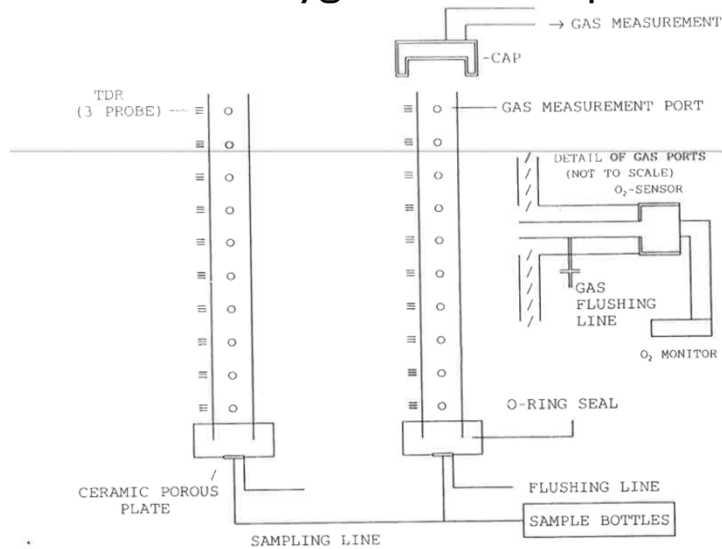 → GAS MEASUREMENT
-CAP
TDR
(3 PROBE)
GAS MEASUREMENT PORT
DETAIL OF GAS PORTS
(NOT TO SCALE)
O₂-SENSOR
GAS
FLUSHING
LINE
O₂ MONITOR
O-RING SEAL
CERAMIC POROUS
PLATE
FLUSHING LINE
SAMPLE BOTTLES
SAMPLING LINE